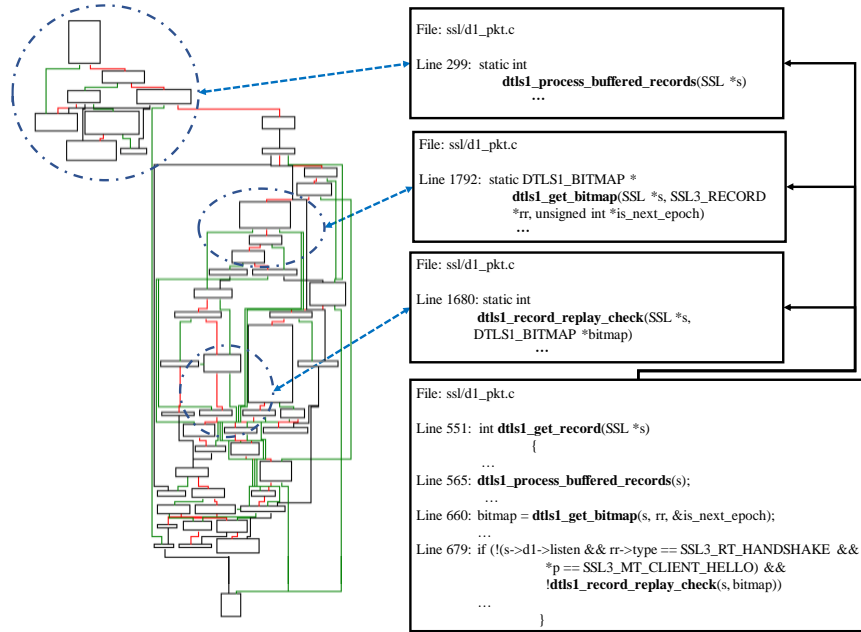 File: ssl/d1_pkt.c
Line 299: static int
dtls1_process_buffered_records(SSL *s)
...
File: ssl/d1_pkt.c
Line 1792: static DTLS1_BITMAP *
dtls1_get_bitmap(SSL *s, SSL3_RECORD
*rr, unsigned int *is_next_epoch)
...
File: ssl/d1_pkt.c
Line 1680: static int
dtls1_record_replay_check(SSL *s,
DTLS1_BITMAP *bitmap)
...
File: ssl/d1_pkt.c
Line 551: int dtls1_get_record(SSL *s)
{
...
Line 565: dtls1_process_buffered_records(s);
...
Line 660: bitmap = dtls1_get_bitmap(s, rr, &is_next_epoch);
...
Line 679: if (!(s->d1->listen && rr->type == SSL3_RT_HANDSHAKE &&
*p == SSL3_MT_CLIENT_HELLO) &&
!dtls1_record_replay_check(s, bitmap))
...
}